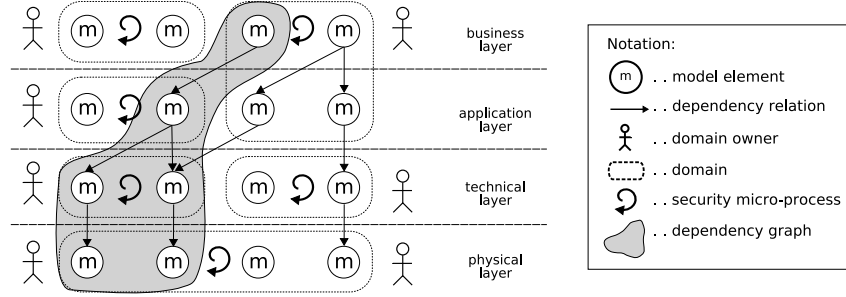 m m m m
business
layer
m m m
application
layer
m m m m
technical
layer
m m m m
physical
layer
Notation:
m . . model element
. . dependency relation
. . domain owner
. . domain
. . security micro-process
. . dependency graph